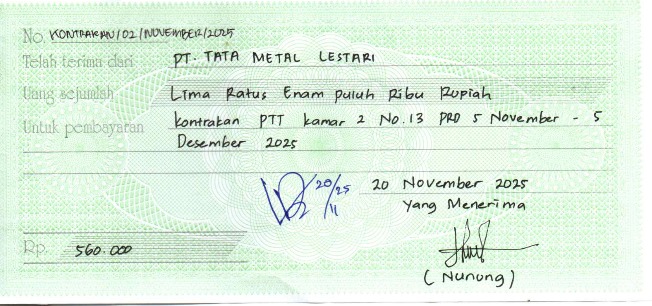 No. KONTRAKAN/02/NOVEMBER/2025
Telah terima dari PT. TATA METAL LESTARI
Uang sejumlah Lima Ratus Enam puluh Ribu Rupiah
Untuk pembayaran kontrakan PTT kamar 2 No.13 PRD 5 November - 5
Desember 2025
20/11 25
20 November 2025
Yang Menerima
Rp. 560.000
(Nunung)